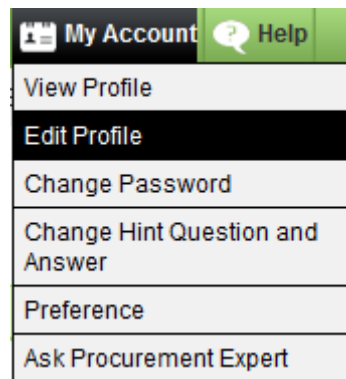 My Account Help
View Profile
Edit Profile
Change Password
Change Hint Question and
Answer
Preference
Ask Procurement Expert